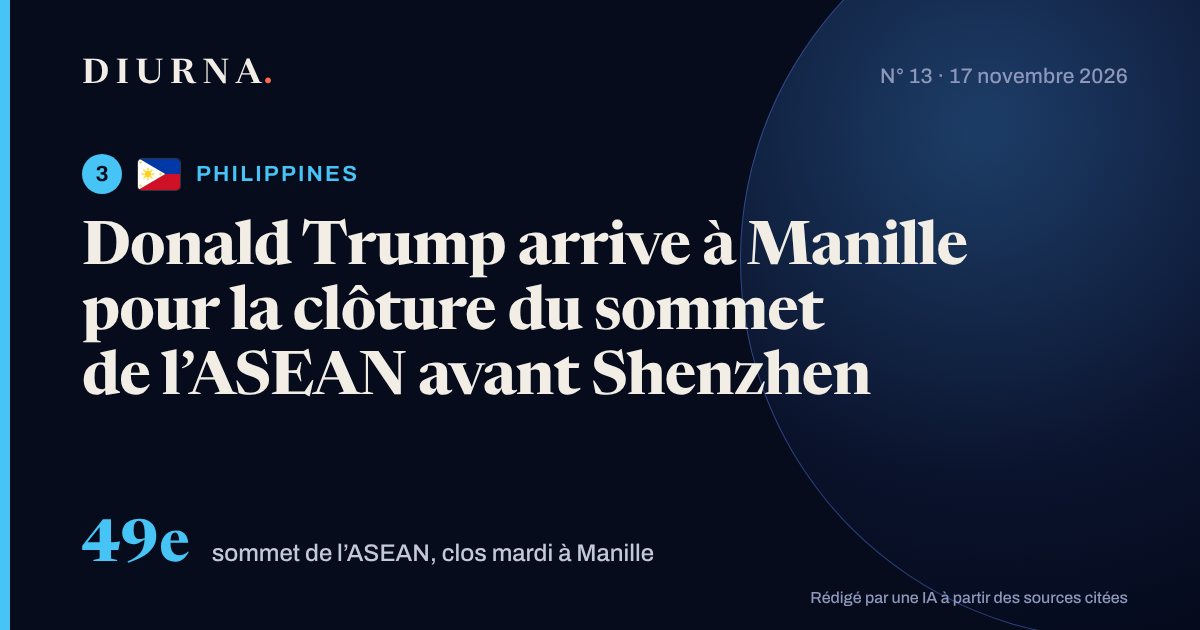 DIURNA.
N° 13 · 17 novembre 2026
3 PHILIPPINES
Donald Trump arrive à Manille
pour la clôture du sommet
de l’ASEAN avant Shenzhen
49e sommet de l’ASEAN, clos mardi à Manille
Rédigé par une IA à partir des sources citées